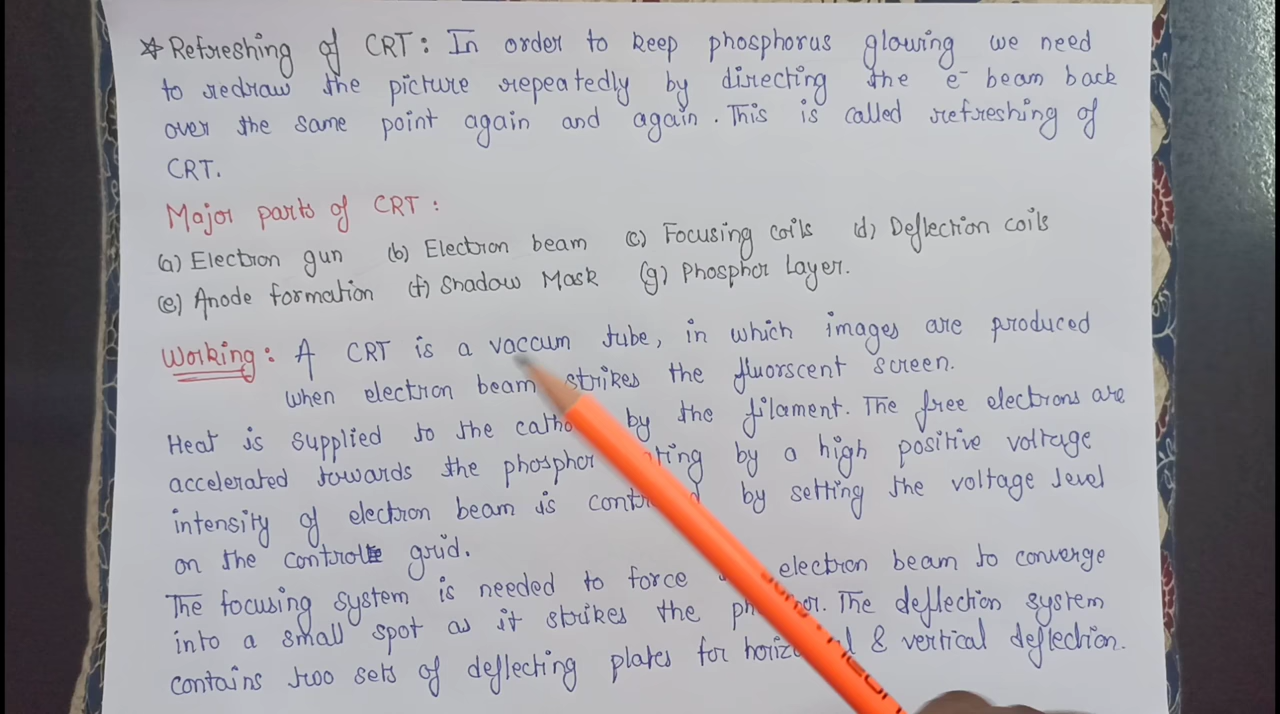 * Refreshing of CRT: In order to keep phosphorus glowing we need
to redraw the picture repeatedly by directing the e⁻ beam back
over the same point again and again. This is called refreshing of
CRT.
Major parts of CRT:
(a) Electron gun (b) Electron beam (c) Focusing coils (d) Deflection coils
(e) Anode formation (f) Shadow Mask (g) Phosphor Layer.
Working: A CRT is a vaccum tube, in which images are produced
when electron beam strikes the fluorscent screen.
Heat is supplied to the catho by the filament. The free electrons are
accelerated towards the phosphor ting by a high positive voltage
intensity of electron beam is cont d by setting the voltage level
on the control grid.
The focusing system is needed to force electron beam to converge
into a small spot as it strikes the ph or. The deflection system
contains two sets of deflecting plates for horiz l & vertical deflection.